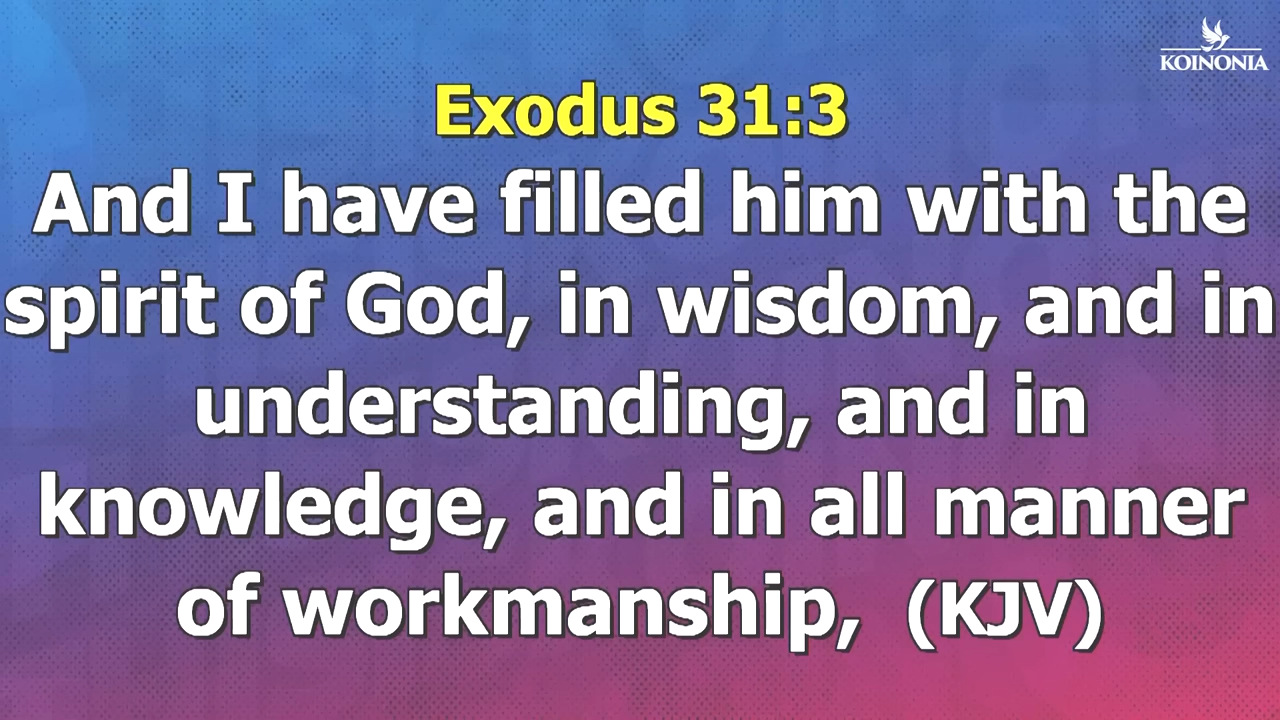 KOINONIA
Exodus 31:3
And I have filled him with the
spirit of God, in wisdom, and in
understanding, and in
knowledge, and in all manner
of workmanship, (KJV)